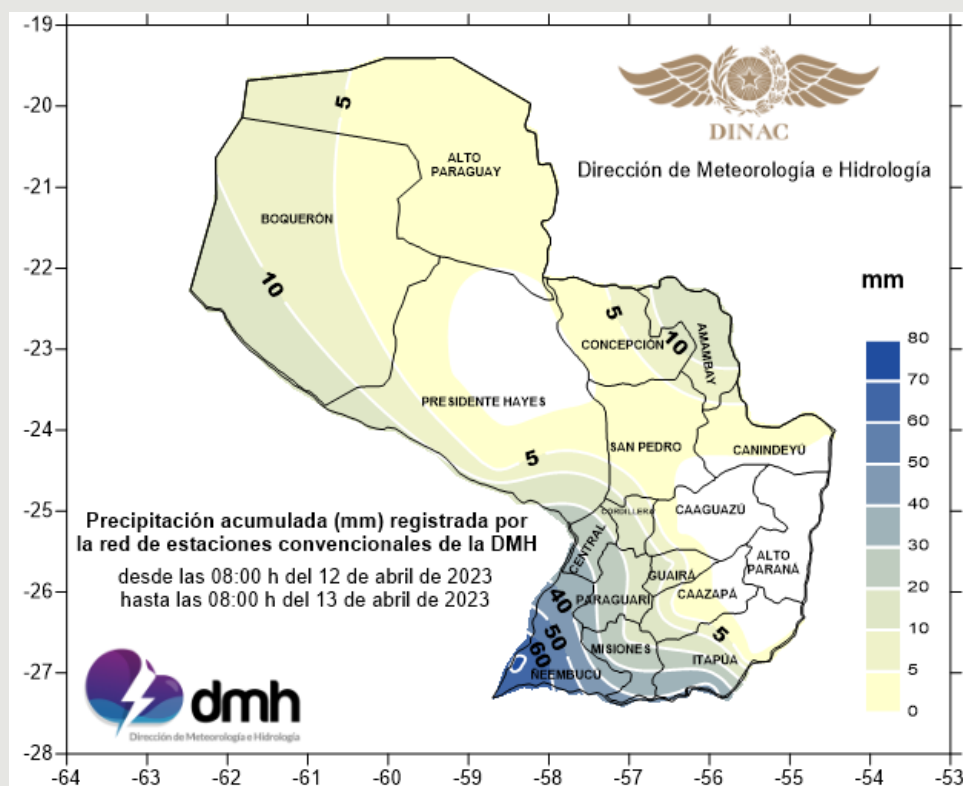 -19
-20
-21
-22
-23
-24
-25
-26
-27
-28
-64
-63
-62
-61
-60
-59
-58
-57
-56
-55
-54
-53
DINAC
Dirección de Meteorología e Hidrología
5
ALTO
PARAGUAY
BOQUERÓN
10
5
CONCEPCIÓN
10
AMAMBAY
PRESIDENTE HAYES
5
SAN PEDRO
CANINDEYÚ
CORDILLERA
CAAGUAZÚ
CENTRAL
ALTO
PARANÁ
GUAIRÁ
CAAZAPÁ
PARAGUARÍ
40
50
60
MISIONES
5
ITAPÚA
ÑEEMBUCÚ
mm
80
70
60
50
40
30
20
10
5
0
Precipitación acumulada (mm) registrada por
la red de estaciones convencionales de la DMH
desde las 08:00 h del 12 de abril de 2023
hasta las 08:00 h del 13 de abril de 2023
dmh
Dirección de Meteorología e Hidrología